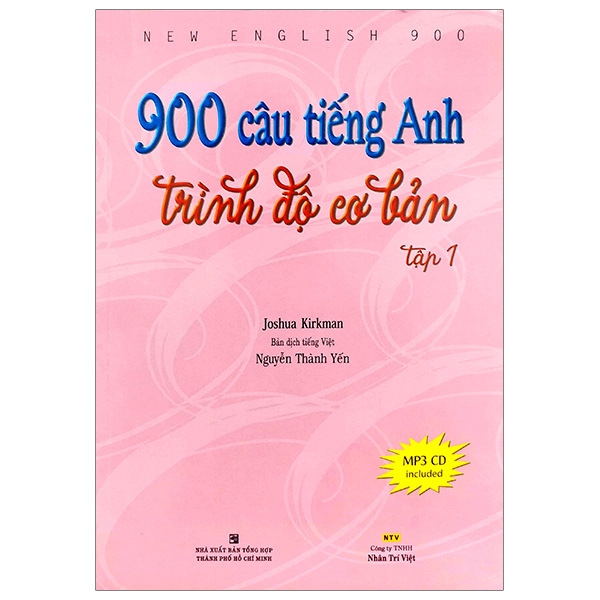 NEW ENGLISH 900
900 câu tiếng Anh
trình độ cơ bản
tập 1
Joshua Kirkman
Bản dịch tiếng Việt
Nguyễn Thành Yến
MP3 CD
included
NHÀ XUẤT BẢN TỔNG HỢP
THÀNH PHỐ HỒ CHÍ MINH
NTV
Công ty TNHH
Nhân Trí Việt